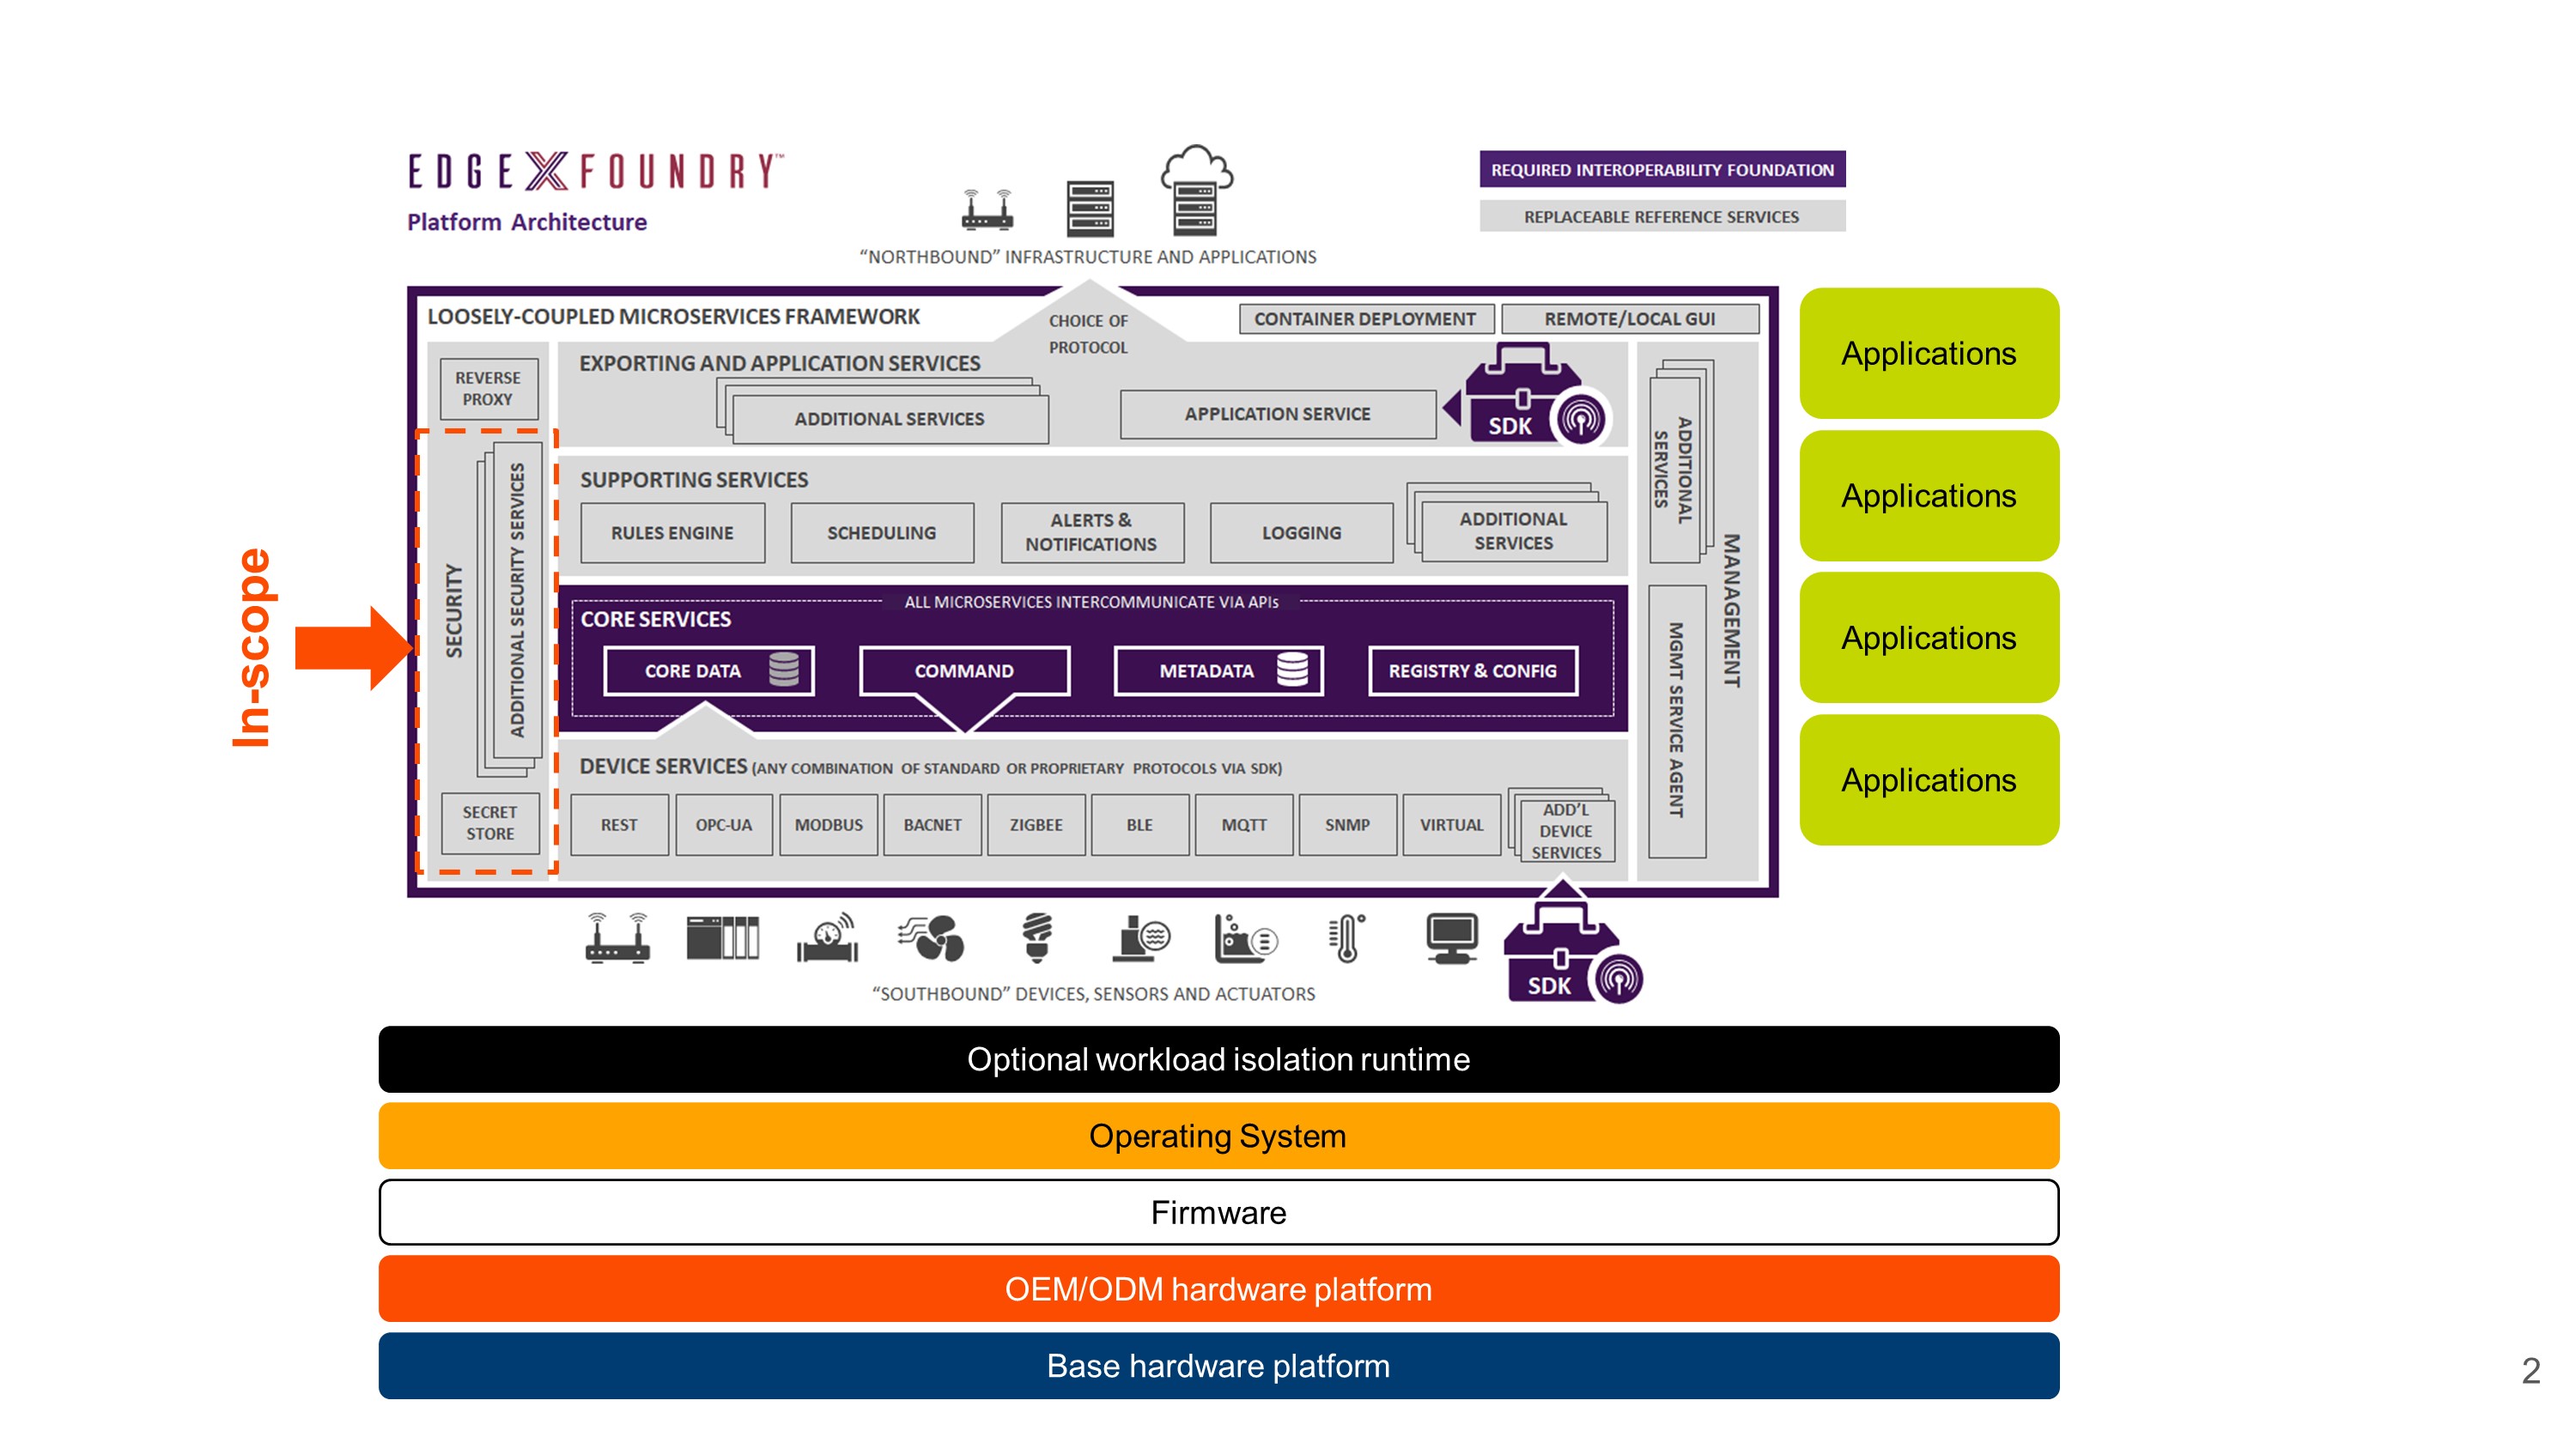 EDGEXFOUNDRY™
Platform Architecture
"NORTHBOUND" INFRASTRUCTURE AND APPLICATIONS
REQUIRED INTEROPERABILITY FOUNDATION
REPLACEABLE REFERENCE SERVICES
LOOSELY-COUPLED MICROSERVICES FRAMEWORK
CHOICE OF
PROTOCOL
CONTAINER DEPLOYMENT
REMOTE/LOCAL GUI
REVERSE
PROXY
EXPORTING AND APPLICATION SERVICES
ADDITIONAL SERVICES
APPLICATION SERVICE
SDK
In-scope
SECURITY
ADDITIONAL SECURITY SERVICES
SECRET
STORE
SUPPORTING SERVICES
RULES ENGINE
SCHEDULING
ALERTS &
NOTIFICATIONS
LOGGING
ADDITIONAL
SERVICES
ALL MICROSERVICES INTERCOMMUNICATE VIA APIs
CORE SERVICES
CORE DATA
COMMAND
METADATA
REGISTRY & CONFIG
DEVICE SERVICES (ANY COMBINATION OF STANDARD OR PROPRIETARY PROTOCOLS VIA SDK)
REST
OPC-UA
MODBUS
BACNET
ZIGBEE
BLE
MQTT
SNMP
VIRTUAL
ADD'L
DEVICE
SERVICES
ADDITIONAL
SERVICES
MANAGEMENT
MGMT SERVICE AGENT
Applications
Applications
Applications
Applications
SDK
"SOUTHBOUND" DEVICES, SENSORS AND ACTUATORS
Optional workload isolation runtime
Operating System
Firmware
OEM/ODM hardware platform
Base hardware platform
2